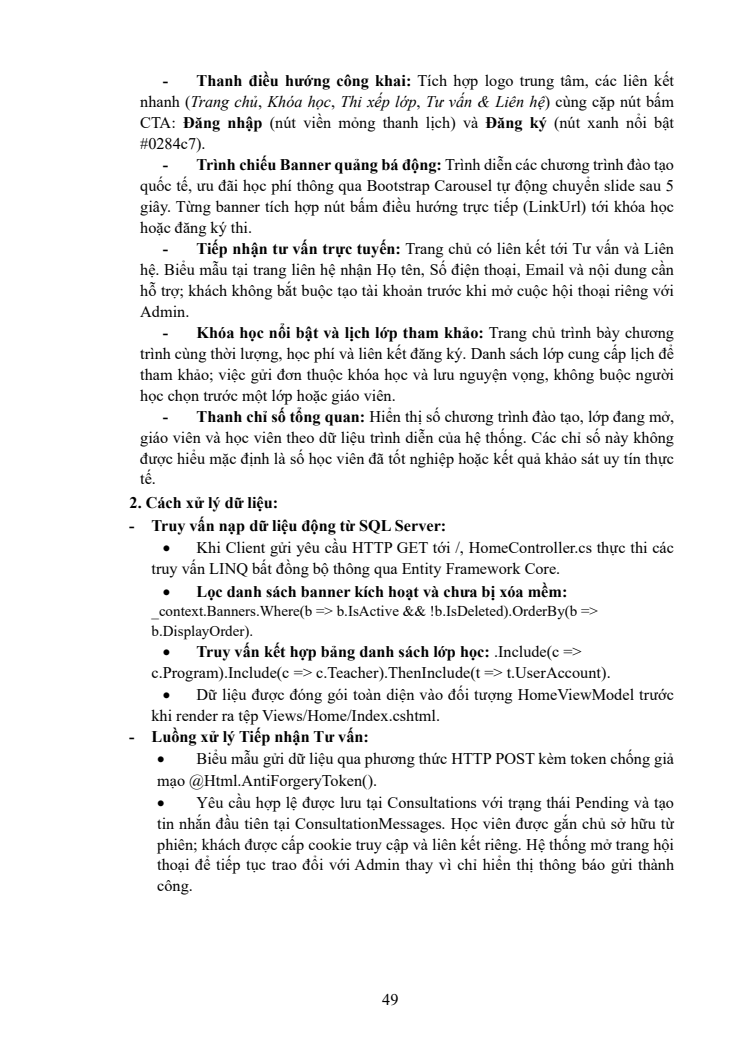 - Thanh điều hướng công khai: Tích hợp logo trung tâm, các liên kết
nhanh (Trang chủ, Khóa học, Thi xếp lớp, Tư vấn & Liên hệ) cùng cặp nút bấm
CTA: Đăng nhập (nút viền mỏng thanh lịch) và Đăng ký (nút xanh nổi bật
#0284c7).
- Trình chiếu Banner quảng bá động: Trình diễn các chương trình đào tạo
quốc tế, ưu đãi học phí thông qua Bootstrap Carousel tự động chuyển slide sau 5
giây. Từng banner tích hợp nút bấm điều hướng trực tiếp (LinkUrl) tới khóa học
hoặc đăng ký thi.
- Tiếp nhận tư vấn trực tuyến: Trang chủ có liên kết tới Tư vấn và Liên
hệ. Biểu mẫu tại trang liên hệ nhận Họ tên, Số điện thoại, Email và nội dung cần
hỗ trợ; khách không bắt buộc tạo tài khoản trước khi mở cuộc hội thoại riêng với
Admin.
- Khóa học nổi bật và lịch lớp tham khảo: Trang chủ trình bày chương
trình cùng thời lượng, học phí và liên kết đăng ký. Danh sách lớp cung cấp lịch để
tham khảo; việc gửi đơn thuộc khóa học và lưu nguyện vọng, không buộc người
học chọn trước một lớp hoặc giáo viên.
- Thanh chỉ số tổng quan: Hiển thị số chương trình đào tạo, lớp đang mở,
giáo viên và học viên theo dữ liệu trình diễn của hệ thống. Các chỉ số này không
được hiểu mặc định là số học viên đã tốt nghiệp hoặc kết quả khảo sát uy tín thực
tế.
2. Cách xử lý dữ liệu:
- Truy vấn nạp dữ liệu động từ SQL Server:
• Khi Client gửi yêu cầu HTTP GET tới /, HomeController.cs thực thi các
truy vấn LINQ bất đồng bộ thông qua Entity Framework Core.
• Lọc danh sách banner kích hoạt và chưa bị xóa mềm:
_context.Banners.Where(b => b.IsActive && !b.IsDeleted).OrderBy(b =>
b.DisplayOrder).
• Truy vấn kết hợp bảng danh sách lớp học: .Include(c =>
c.Program).Include(c => c.Teacher).ThenInclude(t => t.UserAccount).
• Dữ liệu được đóng gói toàn diện vào đối tượng HomeViewModel trước
khi render ra tệp Views/Home/Index.cshtml.
- Luồng xử lý Tiếp nhận Tư vấn:
• Biểu mẫu gửi dữ liệu qua phương thức HTTP POST kèm token chống giả
mạo @Html.AntiForgeryToken().
• Yêu cầu hợp lệ được lưu tại Consultations với trạng thái Pending và tạo
tin nhắn đầu tiên tại ConsultationMessages. Học viên được gắn chủ sở hữu từ
phiên; khách được cấp cookie truy cập và liên kết riêng. Hệ thống mở trang hội
thoại để tiếp tục trao đổi với Admin thay vì chỉ hiển thị thông báo gửi thành
công.
49